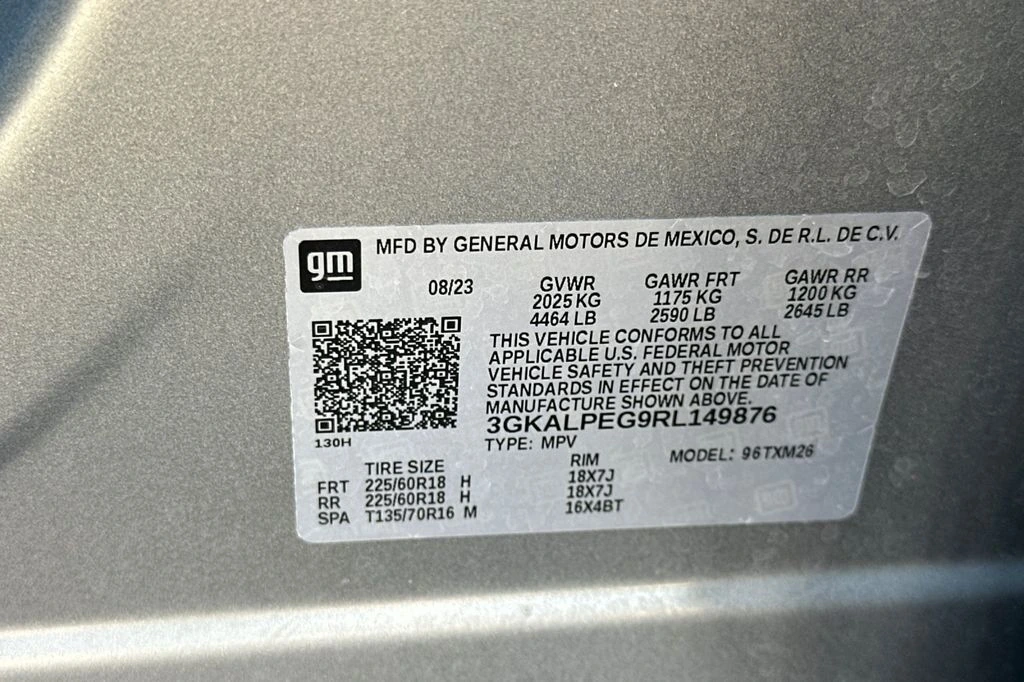 gm
MFD BY GENERAL MOTORS DE MEXICO, S. DE R.L. DE C.V.
08/23 GVWR GAWR FRT GAWR RR
2025 KG 1175 KG 1200 KG
4464 LB 2590 LB 2645 LB
THIS VEHICLE CONFORMS TO ALL
APPLICABLE U.S. FEDERAL MOTOR
VEHICLE SAFETY AND THEFT PREVENTION
STANDARDS IN EFFECT ON THE DATE OF
MANUFACTURE SHOWN ABOVE.
3GKALPEG9RL149876
130H
TYPE: MPV MODEL: 96TXM26
TIRE SIZE RIM
FRT 225/60R18 H 18X7J
RR 225/60R18 H 18X7J
SPA T135/70R16 M 16X4BT